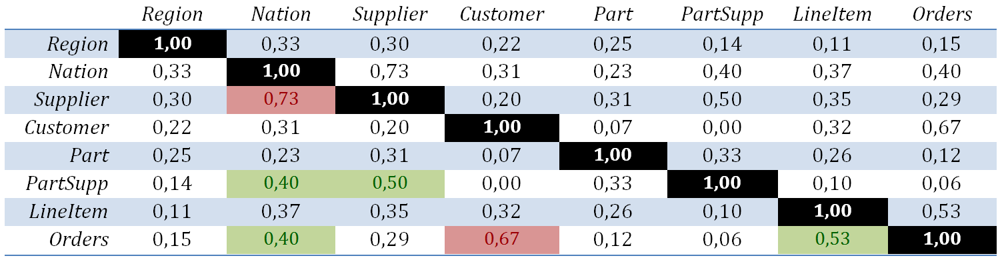 Region Nation Supplier Customer Part PartSupp LineItem Orders
Region 1,00 0,33 0,30 0,22 0,25 0,14 0,11 0,15
Nation 0,33 1,00 0,73 0,31 0,23 0,40 0,37 0,40
Supplier 0,30 0,73 1,00 0,20 0,31 0,50 0,35 0,29
Customer 0,22 0,31 0,20 1,00 0,07 0,00 0,32 0,67
Part 0,25 0,23 0,31 0,07 1,00 0,33 0,26 0,12
PartSupp 0,14 0,40 0,50 0,00 0,33 1,00 0,10 0,06
LineItem 0,11 0,37 0,35 0,32 0,26 0,10 1,00 0,53
Orders 0,15 0,40 0,29 0,67 0,12 0,06 0,53 1,00